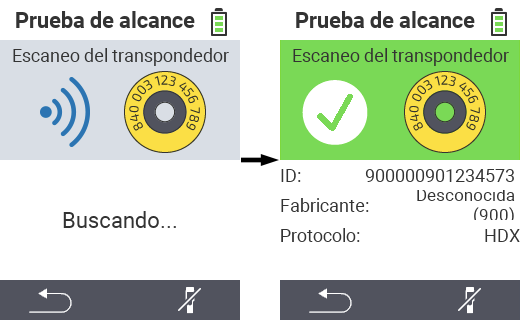 Prueba de alcance
Escaneo del transpondedor
840 003 123 456 789
Buscando...
Prueba de alcance
Escaneo del transpondedor
840 003 123 456 789
ID: 900000901234573
Fabricante: Desconocida
(900)
Protocolo: HDX